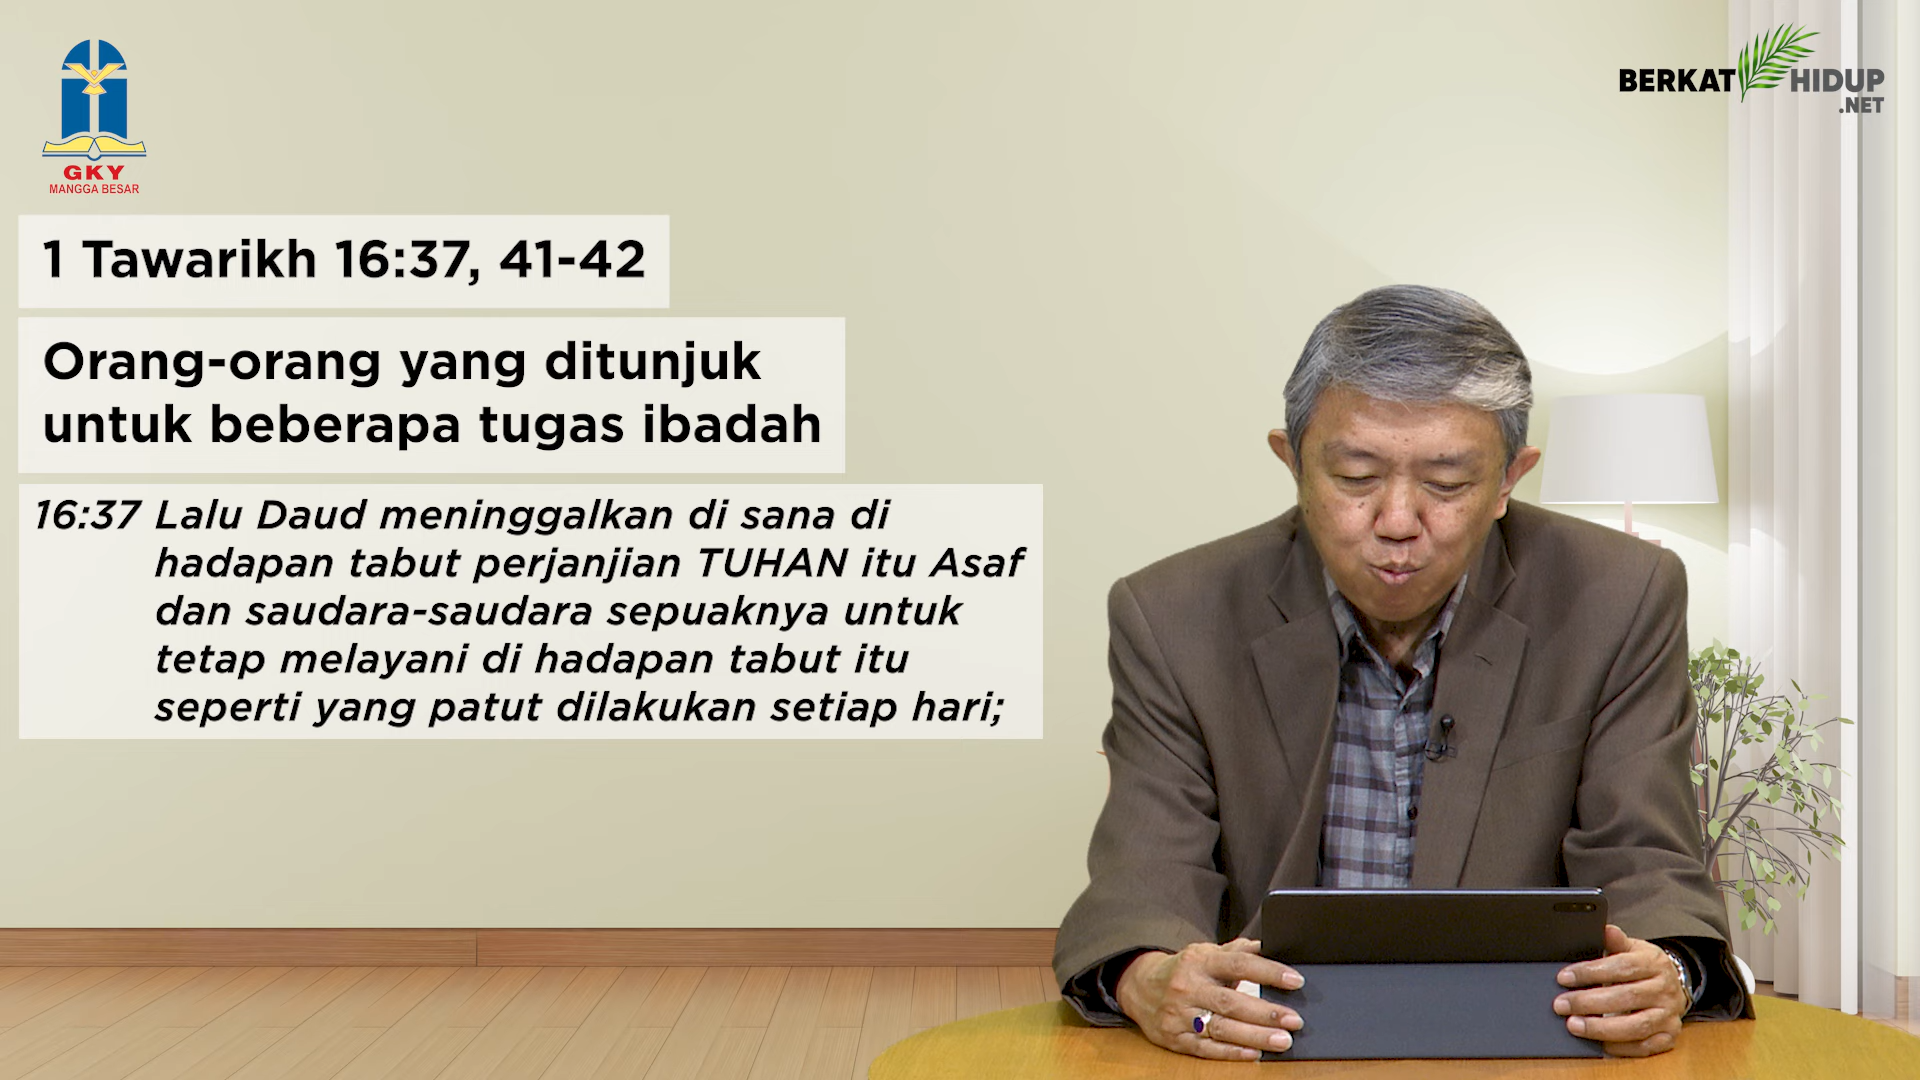 GKY
MANGGA BESAR
BERKAT HIDUP
.NET
1 Tawarikh 16:37, 41-42
Orang-orang yang ditunjuk
untuk beberapa tugas ibadah
16:37 Lalu Daud meninggalkan di sana di
hadapan tabut perjanjian TUHAN itu Asaf
dan saudara-saudara sepuaknya untuk
tetap melayani di hadapan tabut itu
seperti yang patut dilakukan setiap hari;